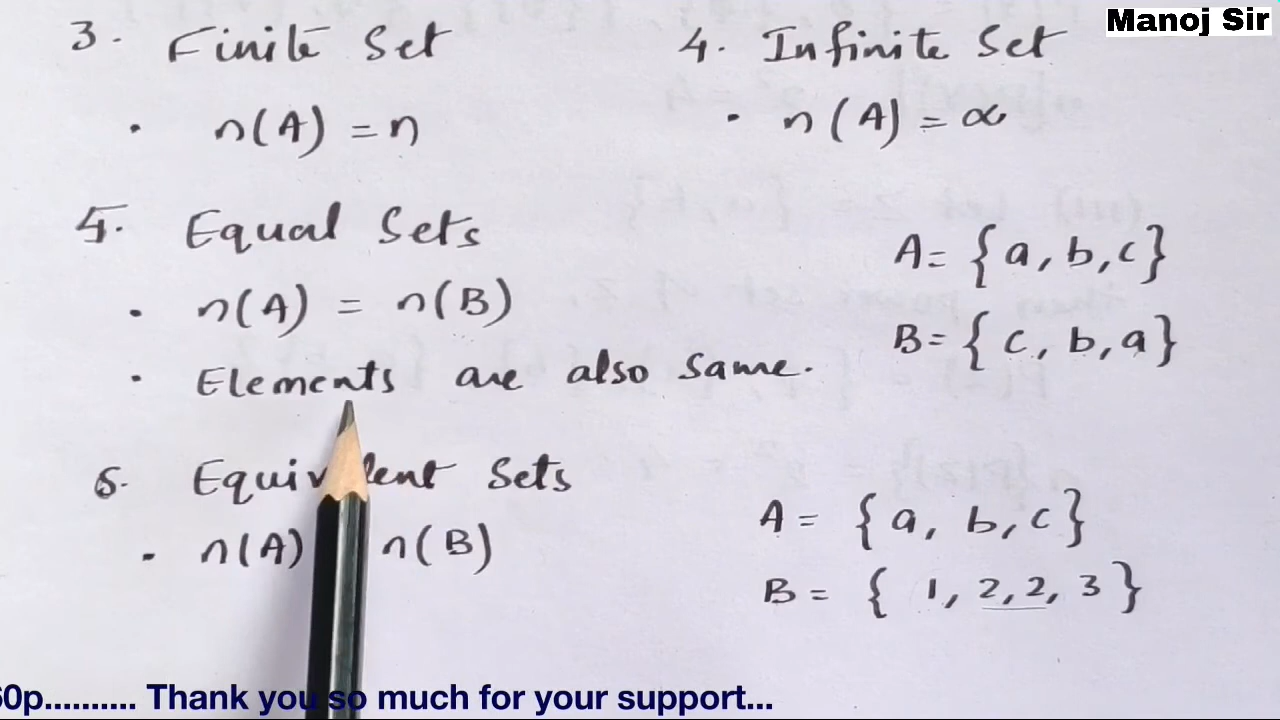 Manoj Sir
3. Finite Set
n(A) = n
4. Infinite Set
n(A) = ∝
5. Equal Sets
n(A) = n(B)
Elements are also same.
A = {a, b, c}
B = {c, b, a}
6. Equivalent Sets
n(A) n(B)
A = {a, b, c}
B = {1, 2, 2, 3}
60p.......... Thank you so much for your support...